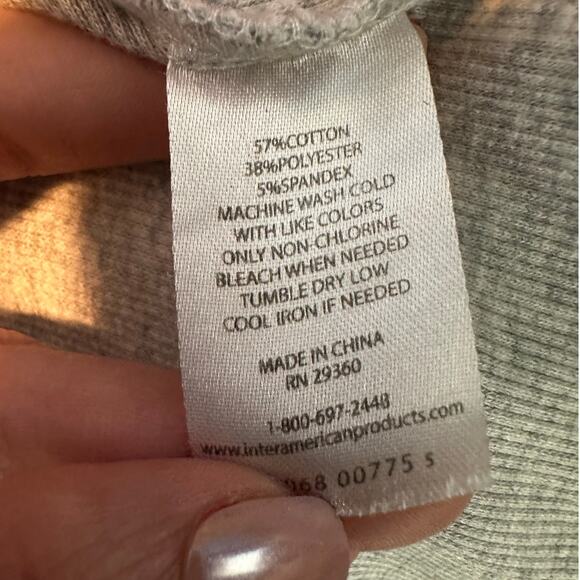 57%COTTON
38%POLYESTER
5%SPANDEX
MACHINE WASH COLD
WITH LIKE COLORS
ONLY NON-CHLORINE
BLEACH WHEN NEEDED
TUMBLE DRY LOW
COOL IRON IF NEEDED
MADE IN CHINA
RN 29360
1-800-697-2448
www.interamericanproducts.com
00775 S